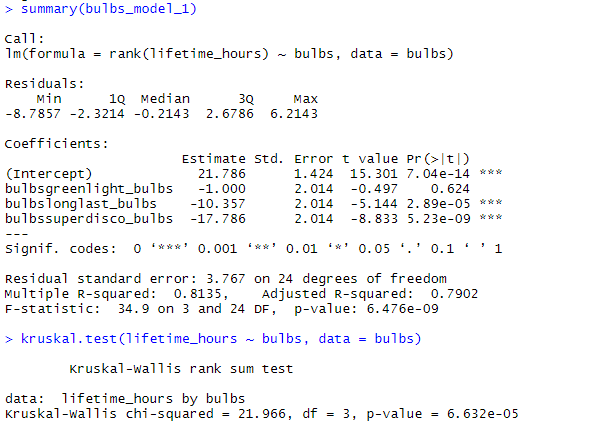 > summary(bulbs_model_1)
Call:
lm(formula = rank(lifetime_hours) ~ bulbs, data = bulbs)
Residuals:
    Min      1Q  Median      3Q     Max
-8.7857 -2.3214 -0.2143  2.6786  6.2143
Coefficients:
                      Estimate Std. Error t value Pr(>|t|)
(Intercept)             21.786      1.424  15.301 7.04e-14 ***
bulbsgreenlight_bulbs   -1.000      2.014  -0.497    0.624
bulbslonglast_bulbs    -10.357      2.014  -5.144 2.89e-05 ***
bulbssuperdisco_bulbs  -17.786      2.014  -8.833 5.23e-09 ***
---
Signif. codes:  0 ‘***’ 0.001 ‘**’ 0.01 ‘*’ 0.05 ‘.’ 0.1 ‘ ’ 1
Residual standard error: 3.767 on 24 degrees of freedom
Multiple R-squared:  0.8135,    Adjusted R-squared:  0.7902
F-statistic:  34.9 on 3 and 24 DF,  p-value: 6.476e-09
> kruskal.test(lifetime_hours ~ bulbs, data = bulbs)
        Kruskal-Wallis rank sum test
data:  lifetime_hours by bulbs
Kruskal-Wallis chi-squared = 21.966, df = 3, p-value = 6.632e-05